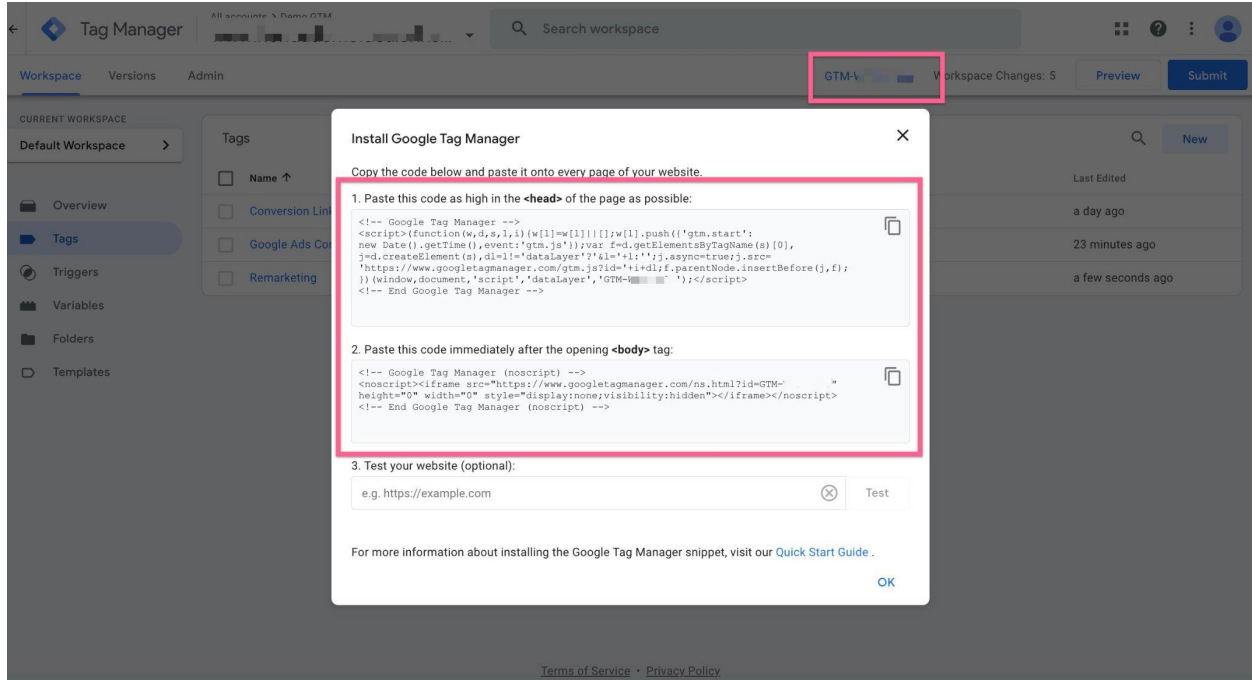 All accounts > Demo GTM
Tag Manager
Search workspace
Workspace Versions Admin
GTM- Workspace Changes: 5 Preview Submit
CURRENT WORKSPACE
Default Workspace
Overview
Tags
Triggers
Variables
Folders
Templates
Tags
New
Name ↑
Last Edited
Conversion Link
a day ago
Google Ads Con
23 minutes ago
Remarketing
a few seconds ago
Install Google Tag Manager
Copy the code below and paste it onto every page of your website.
1. Paste this code as high in the <head> of the page as possible:
<!-- Google Tag Manager -->
<script>(function(w,d,s,l,i){w[l]=w[l]||[];w[l].push({'gtm.start':
new Date().getTime(),event:'gtm.js'});var f=d.getElementsByTagName(s)[0],
j=d.createElement(s),dl=l!='dataLayer'?'&l='+l:'';j.async=true;j.src=
'https://www.googletagmanager.com/gtm.js?id='+i+dl;f.parentNode.insertBefore(j,f);
})(window,document,'script','dataLayer','GTM- ');</script>
<!-- End Google Tag Manager -->
2. Paste this code immediately after the opening <body> tag:
<!-- Google Tag Manager (noscript) -->
<noscript><iframe src="https://www.googletagmanager.com/ns.html?id=GTM- "
height="0" width="0" style="display:none;visibility:hidden"></iframe></noscript>
<!-- End Google Tag Manager (noscript) -->
3. Test your website (optional):
e.g. https://example.com
Test
For more information about installing the Google Tag Manager snippet, visit our Quick Start Guide .
OK
Terms of Service · Privacy Policy